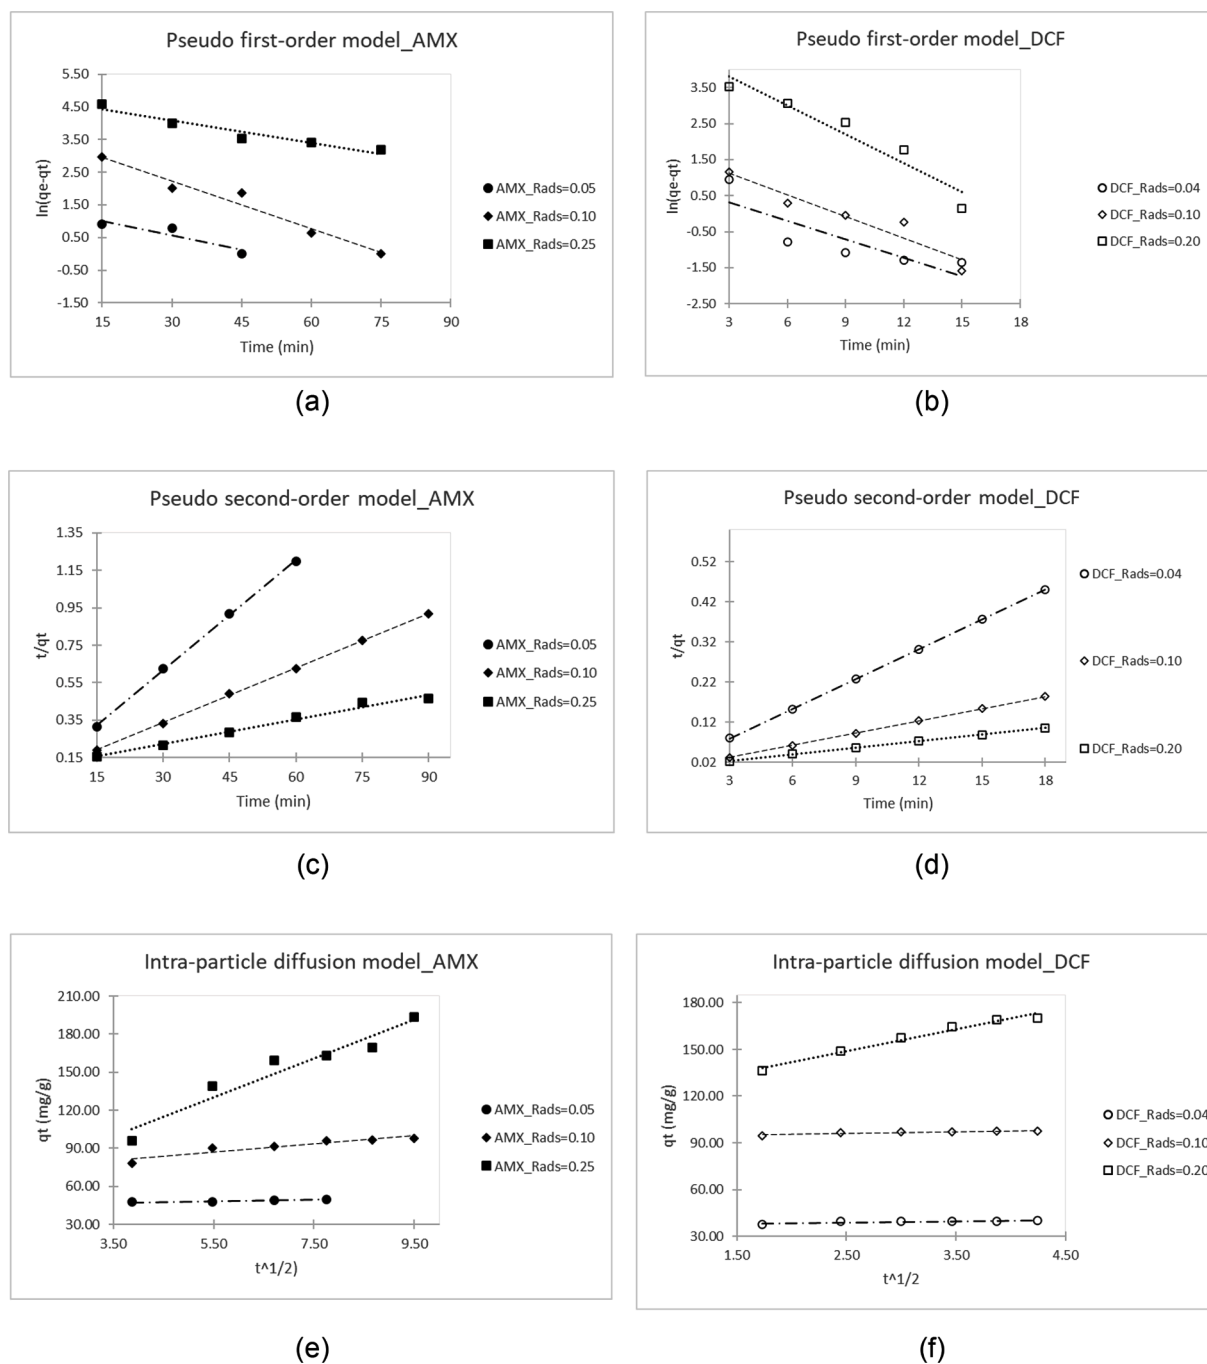 Pseudo first-order model_AMX
5.50
4.50
3.50
2.50
1.50
0.50
-0.50
-1.50
ln(qe-qt)
15 30 45 60 75 90
Time (min)
AMX_Rads=0.05
AMX_Rads=0.10
AMX_Rads=0.25
(a)
Pseudo first-order model_DCF
3.50
2.50
1.50
0.50
-0.50
-1.50
-2.50
ln(qe-qt)
3 6 9 12 15 18
Time (min)
DCF_Rads=0.04
DCF_Rads=0.10
DCF_Rads=0.20
(b)
Pseudo second-order model_AMX
1.35
1.15
0.95
0.75
0.55
0.35
0.15
t/qt
15 30 45 60 75 90
Time (min)
AMX_Rads=0.05
AMX_Rads=0.10
AMX_Rads=0.25
(c)
Pseudo second-order model_DCF
0.52
0.42
0.32
0.22
0.12
0.02
t/qt
3 6 9 12 15 18
Time (min)
DCF_Rads=0.04
DCF_Rads=0.10
DCF_Rads=0.20
(d)
Intra-particle diffusion model_AMX
210.00
180.00
150.00
120.00
90.00
60.00
30.00
qt (mg/g)
3.50 5.50 7.50 9.50
t^1/2)
AMX_Rads=0.05
AMX_Rads=0.10
AMX_Rads=0.25
(e)
Intra-particle diffusion model_DCF
180.00
150.00
120.00
90.00
60.00
30.00
qt (mg/g)
1.50 2.50 3.50 4.50
t^1/2
DCF_Rads=0.04
DCF_Rads=0.10
DCF_Rads=0.20
(f)